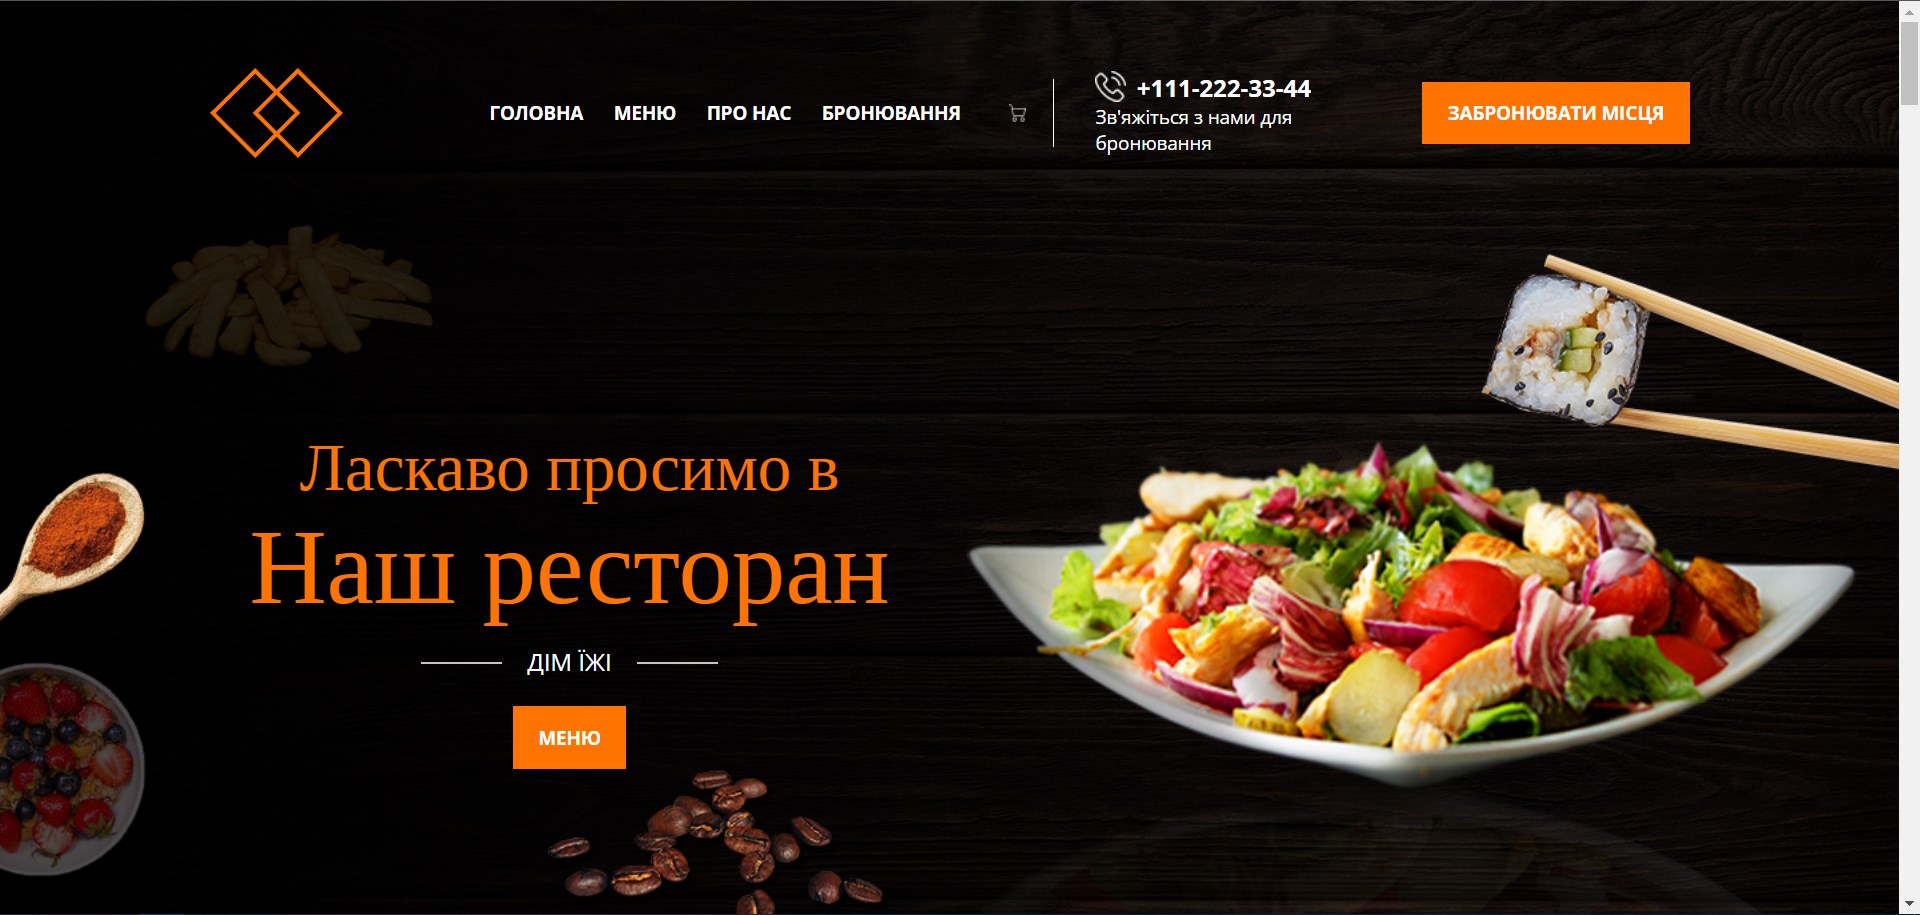 ГОЛОВНА МЕНЮ ПРО НАС БРОНЮВАННЯ
+111-222-33-44
Зв'яжіться з нами для
бронювання
ЗАБРОНЮВАТИ МІСЦЯ
Ласкаво просимо в
Наш ресторан
ДІМ ЇЖІ
МЕНЮ